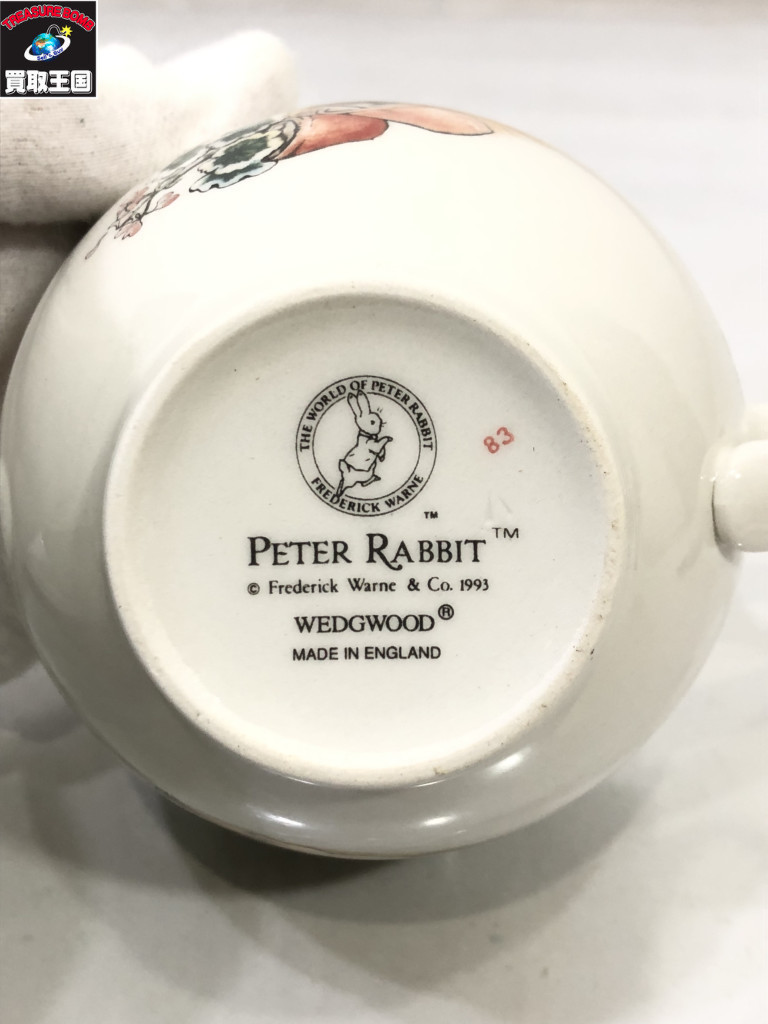 TREASURE BOMB
買取王国
THE WORLD OF PETER RABBIT
FREDERICK WARNE
TM
83
PETER RABBIT TM
© Frederick Warne & Co. 1993
WEDGWOOD®
MADE IN ENGLAND